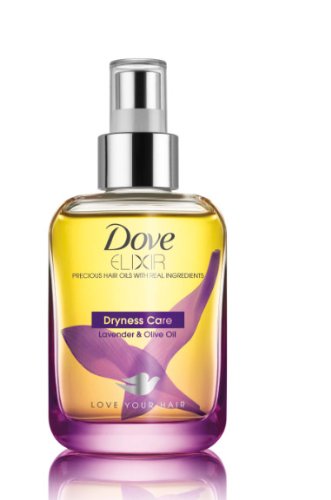 Dove
ELIXIR
PRECIOUS HAIR OILS WITH REAL INGREDIENTS
Dryness Care
Lavender & Olive Oil
LOVE YOUR HAIR